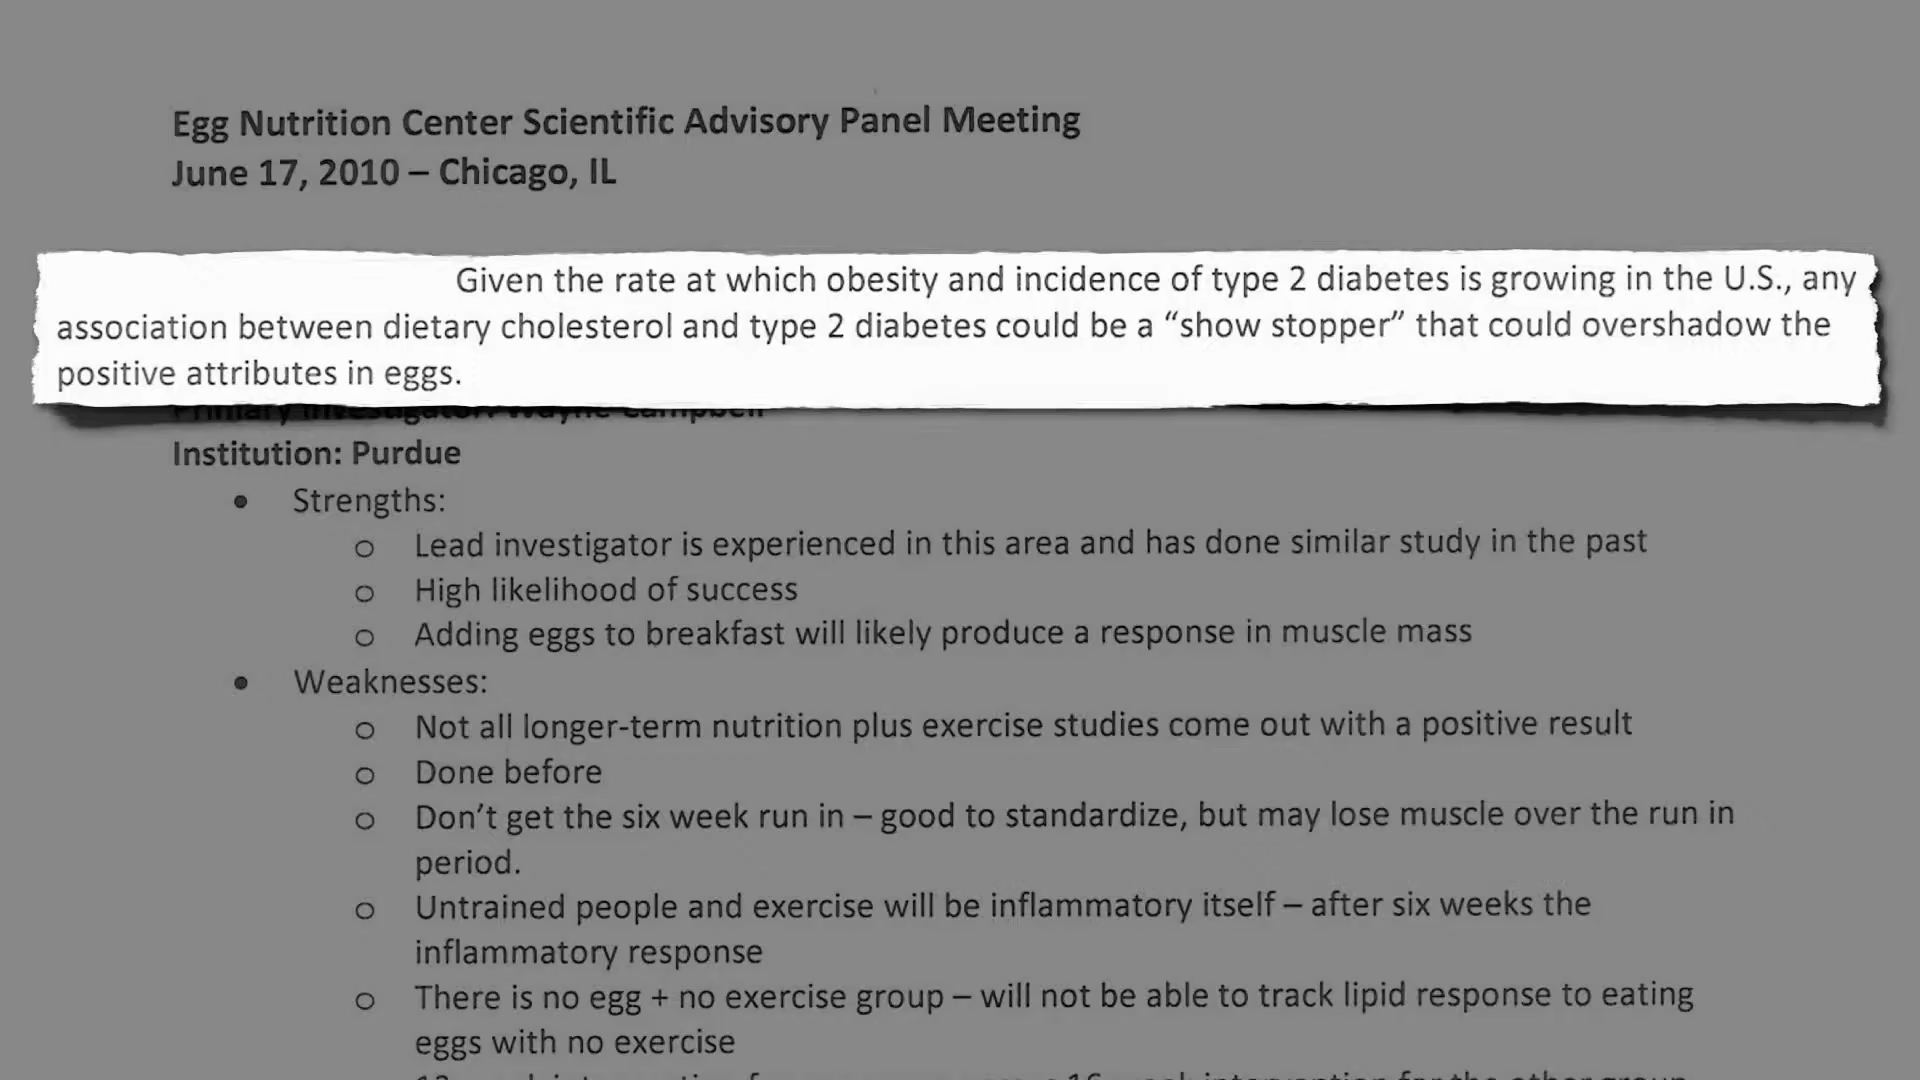 Egg Nutrition Center Scientific Advisory Panel Meeting
June 17, 2010 – Chicago, IL
Given the rate at which obesity and incidence of type 2 diabetes is growing in the U.S., any
association between dietary cholesterol and type 2 diabetes could be a “show stopper” that could overshadow the
positive attributes in eggs.
Primary Investigator: Wayne Campbell
Institution: Purdue
• Strengths:
o Lead investigator is experienced in this area and has done similar study in the past
o High likelihood of success
o Adding eggs to breakfast will likely produce a response in muscle mass
• Weaknesses:
o Not all longer-term nutrition plus exercise studies come out with a positive result
o Done before
o Don’t get the six week run in – good to standardize, but may lose muscle over the run in
period.
o Untrained people and exercise will be inflammatory itself – after six weeks the
inflammatory response
o There is no egg + no exercise group – will not be able to track lipid response to eating
eggs with no exercise